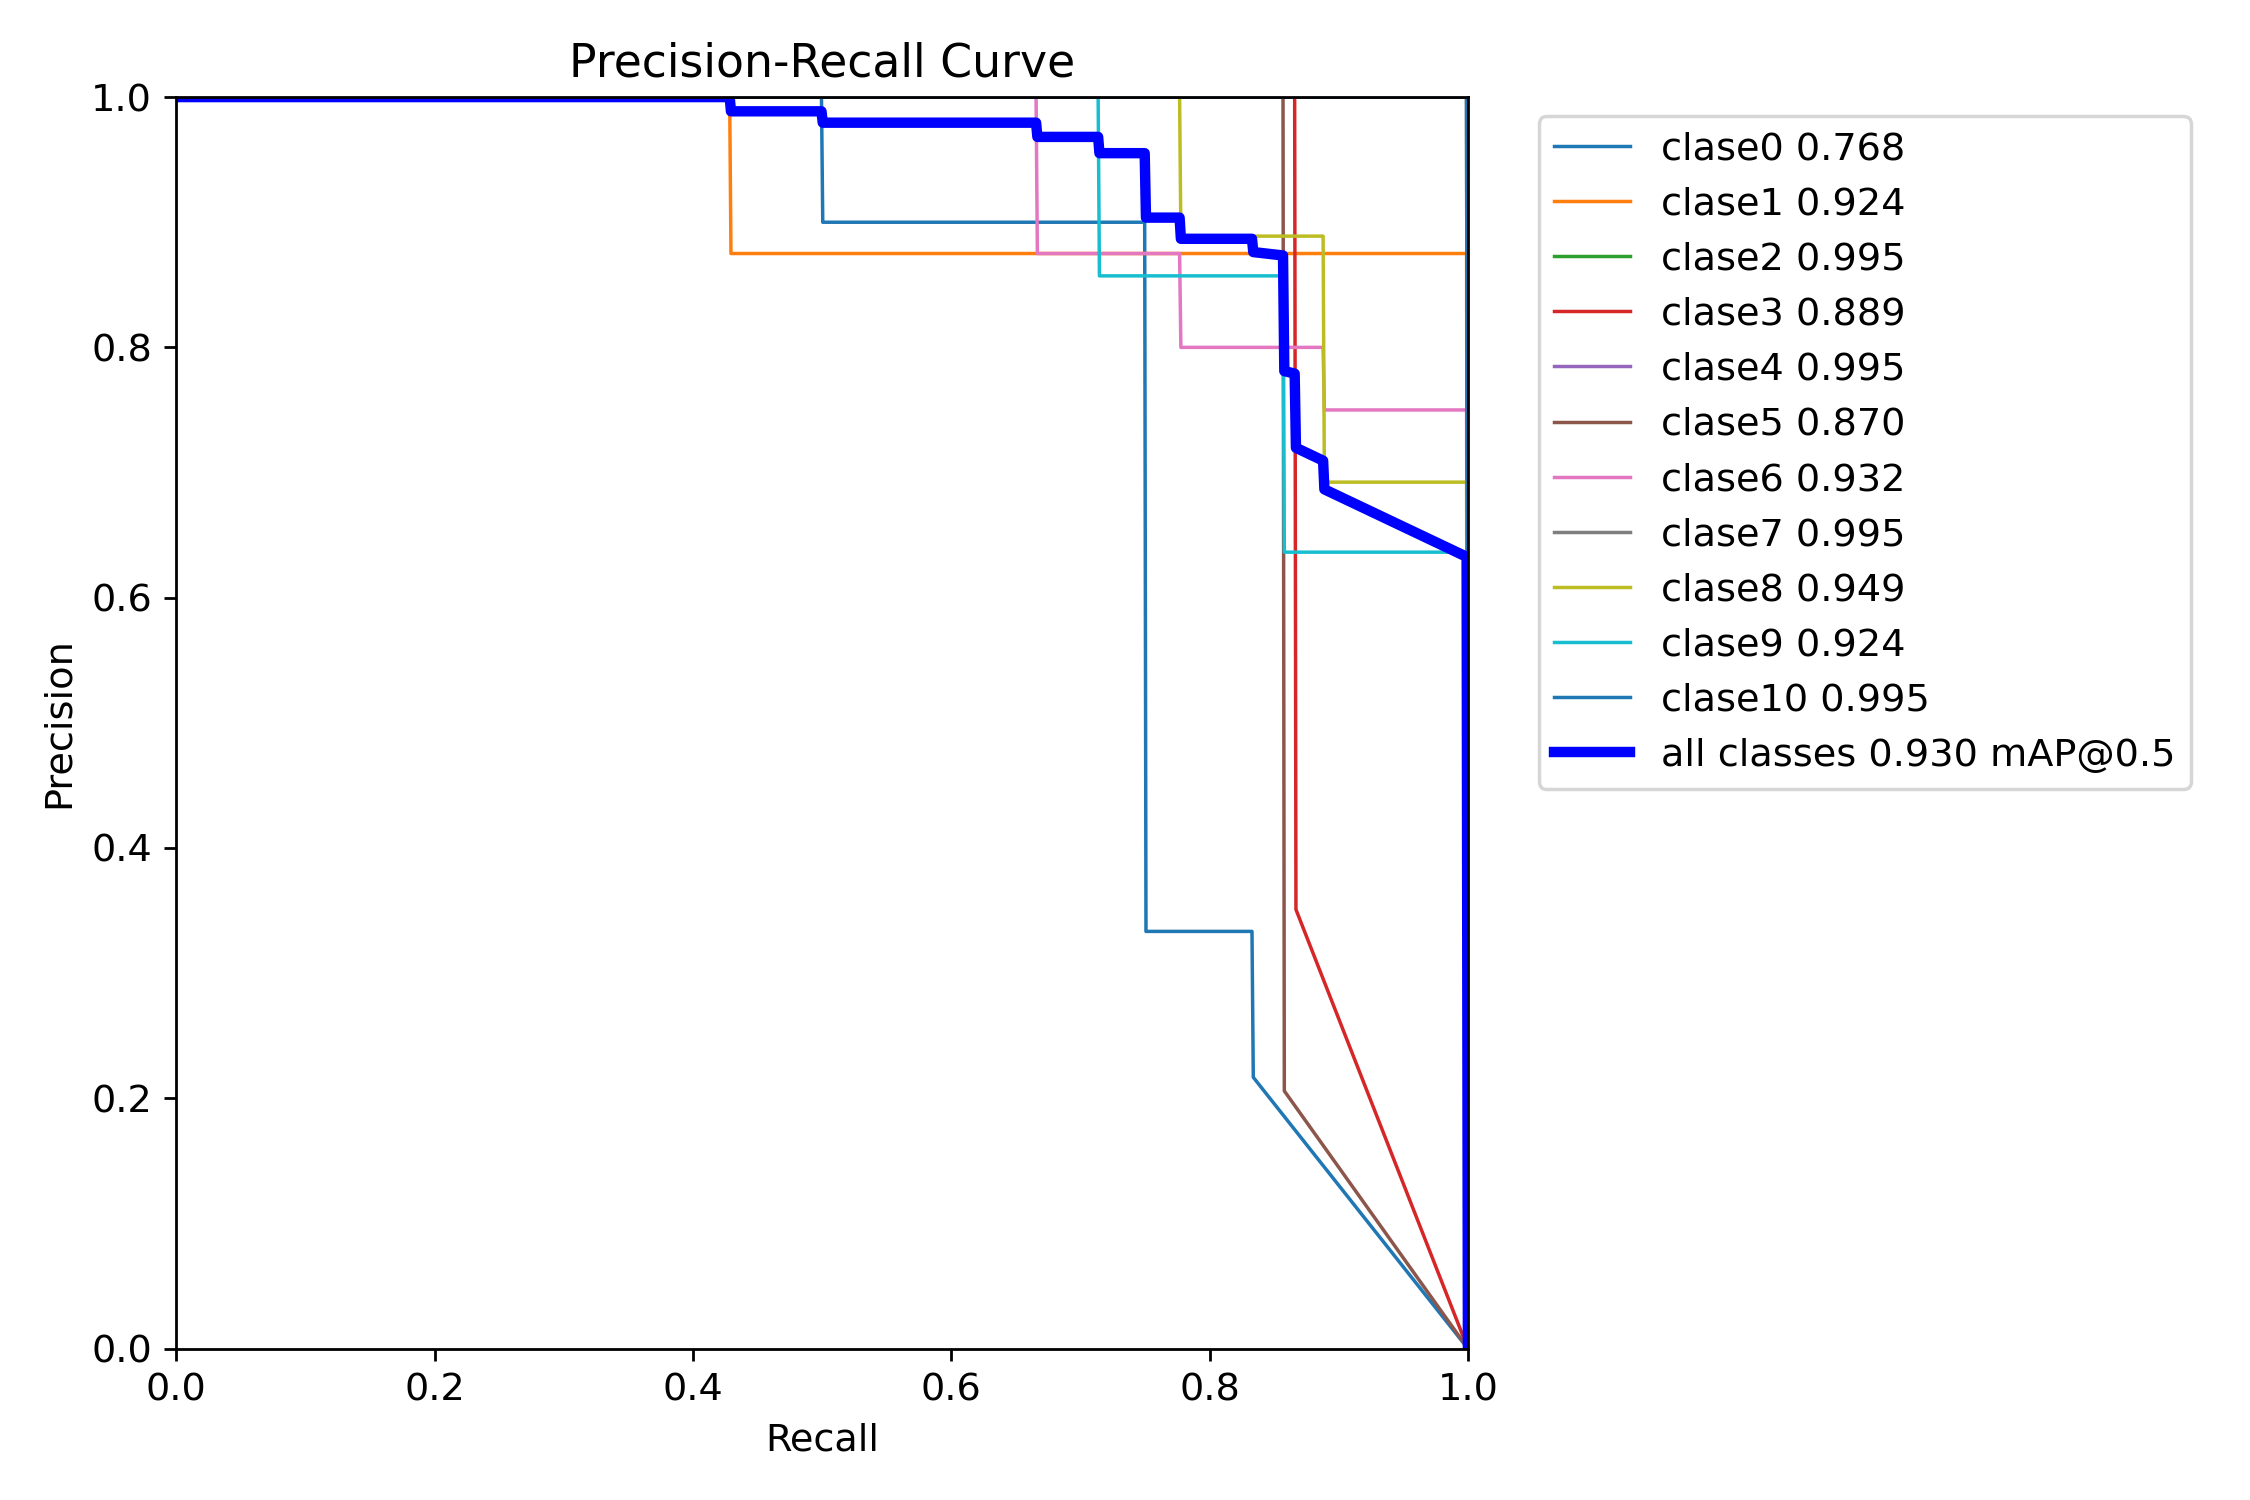 Precision-Recall Curve
1.0
0.8
0.6
0.4
0.2
0.0
Precision
0.0 0.2 0.4 0.6 0.8 1.0
Recall
clase0 0.768
clase1 0.924
clase2 0.995
clase3 0.889
clase4 0.995
clase5 0.870
clase6 0.932
clase7 0.995
clase8 0.949
clase9 0.924
clase10 0.995
all classes 0.930 mAP@0.5